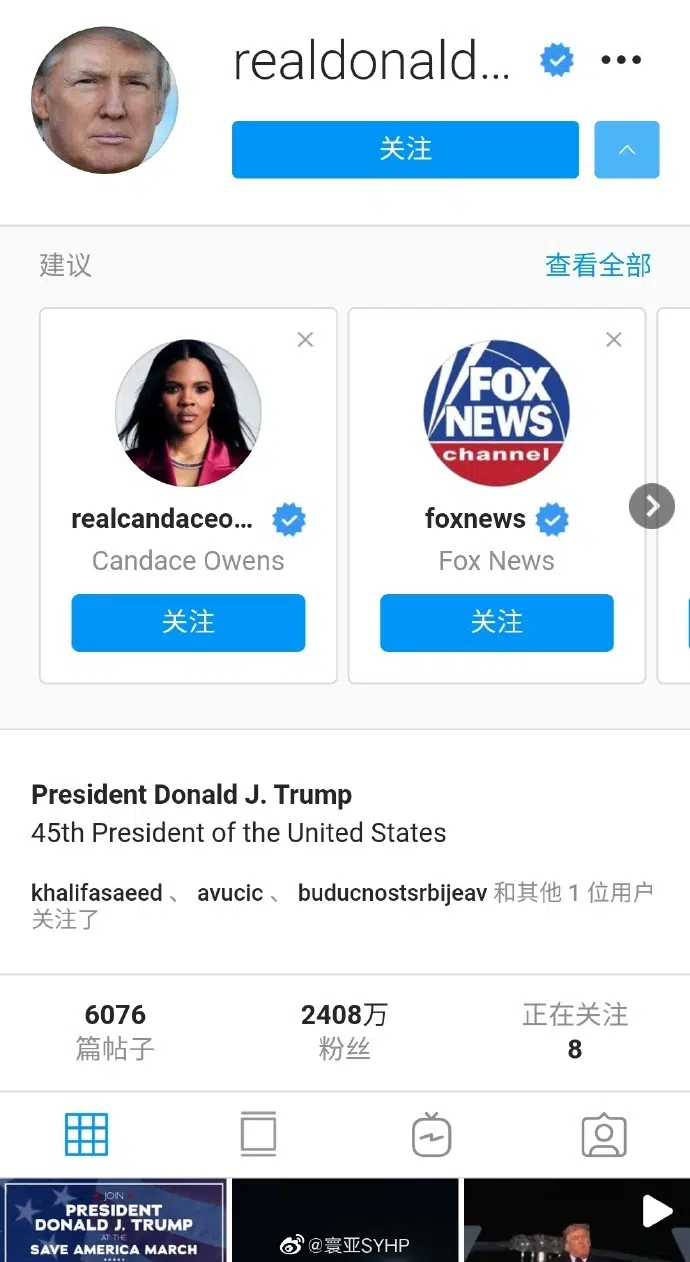 realdonald...
关注
建议
查看全部
FOX
NEWS
channel
realcandaceo...
Candace Owens
关注
foxnews
Fox News
关注
President Donald J. Trump
45th President of the United States
khalifasaeed 、 avucic 、 buducnostsrbijeav 和其他 1 位用户
关注了
6076
篇帖子
2408万
粉丝
正在关注
8
JOIN
PRESIDENT
DONALD J. TRUMP
AT THE
SAVE AMERICA MARCH
@寰亚SYHP